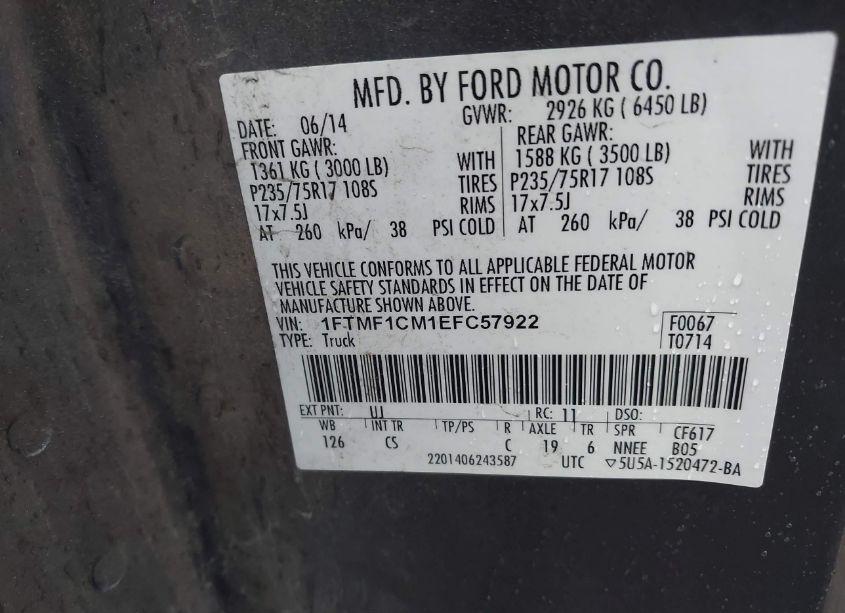 MFD. BY FORD MOTOR CO.
DATE: 06/14 GVWR: 2926 KG ( 6450 LB)
FRONT GAWR: REAR GAWR:
1361 KG ( 3000 LB) WITH 1588 KG ( 3500 LB) WITH
P235/75R17 108S TIRES P235/75R17 108S TIRES
17x7.5J RIMS 17x7.5J RIMS
AT 260 kPa/ 38 PSI COLD AT 260 kPa/ 38 PSI COLD
THIS VEHICLE CONFORMS TO ALL APPLICABLE FEDERAL MOTOR
VEHICLE SAFETY STANDARDS IN EFFECT ON THE DATE OF
MANUFACTURE SHOWN ABOVE.
VIN: 1FTMF1CM1EFC57922 F0067
TYPE: Truck T0714
EXT PNT: UJ RC: 11 DSO:
WB INT TR TP/PS R AXLE TR SPR CF617
126 CS C 19 6 NNEE B05
2201406243587 UTC ▽5U5A-1520472-BA